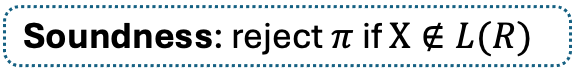 Soundness: reject π if X ∉ L(R)